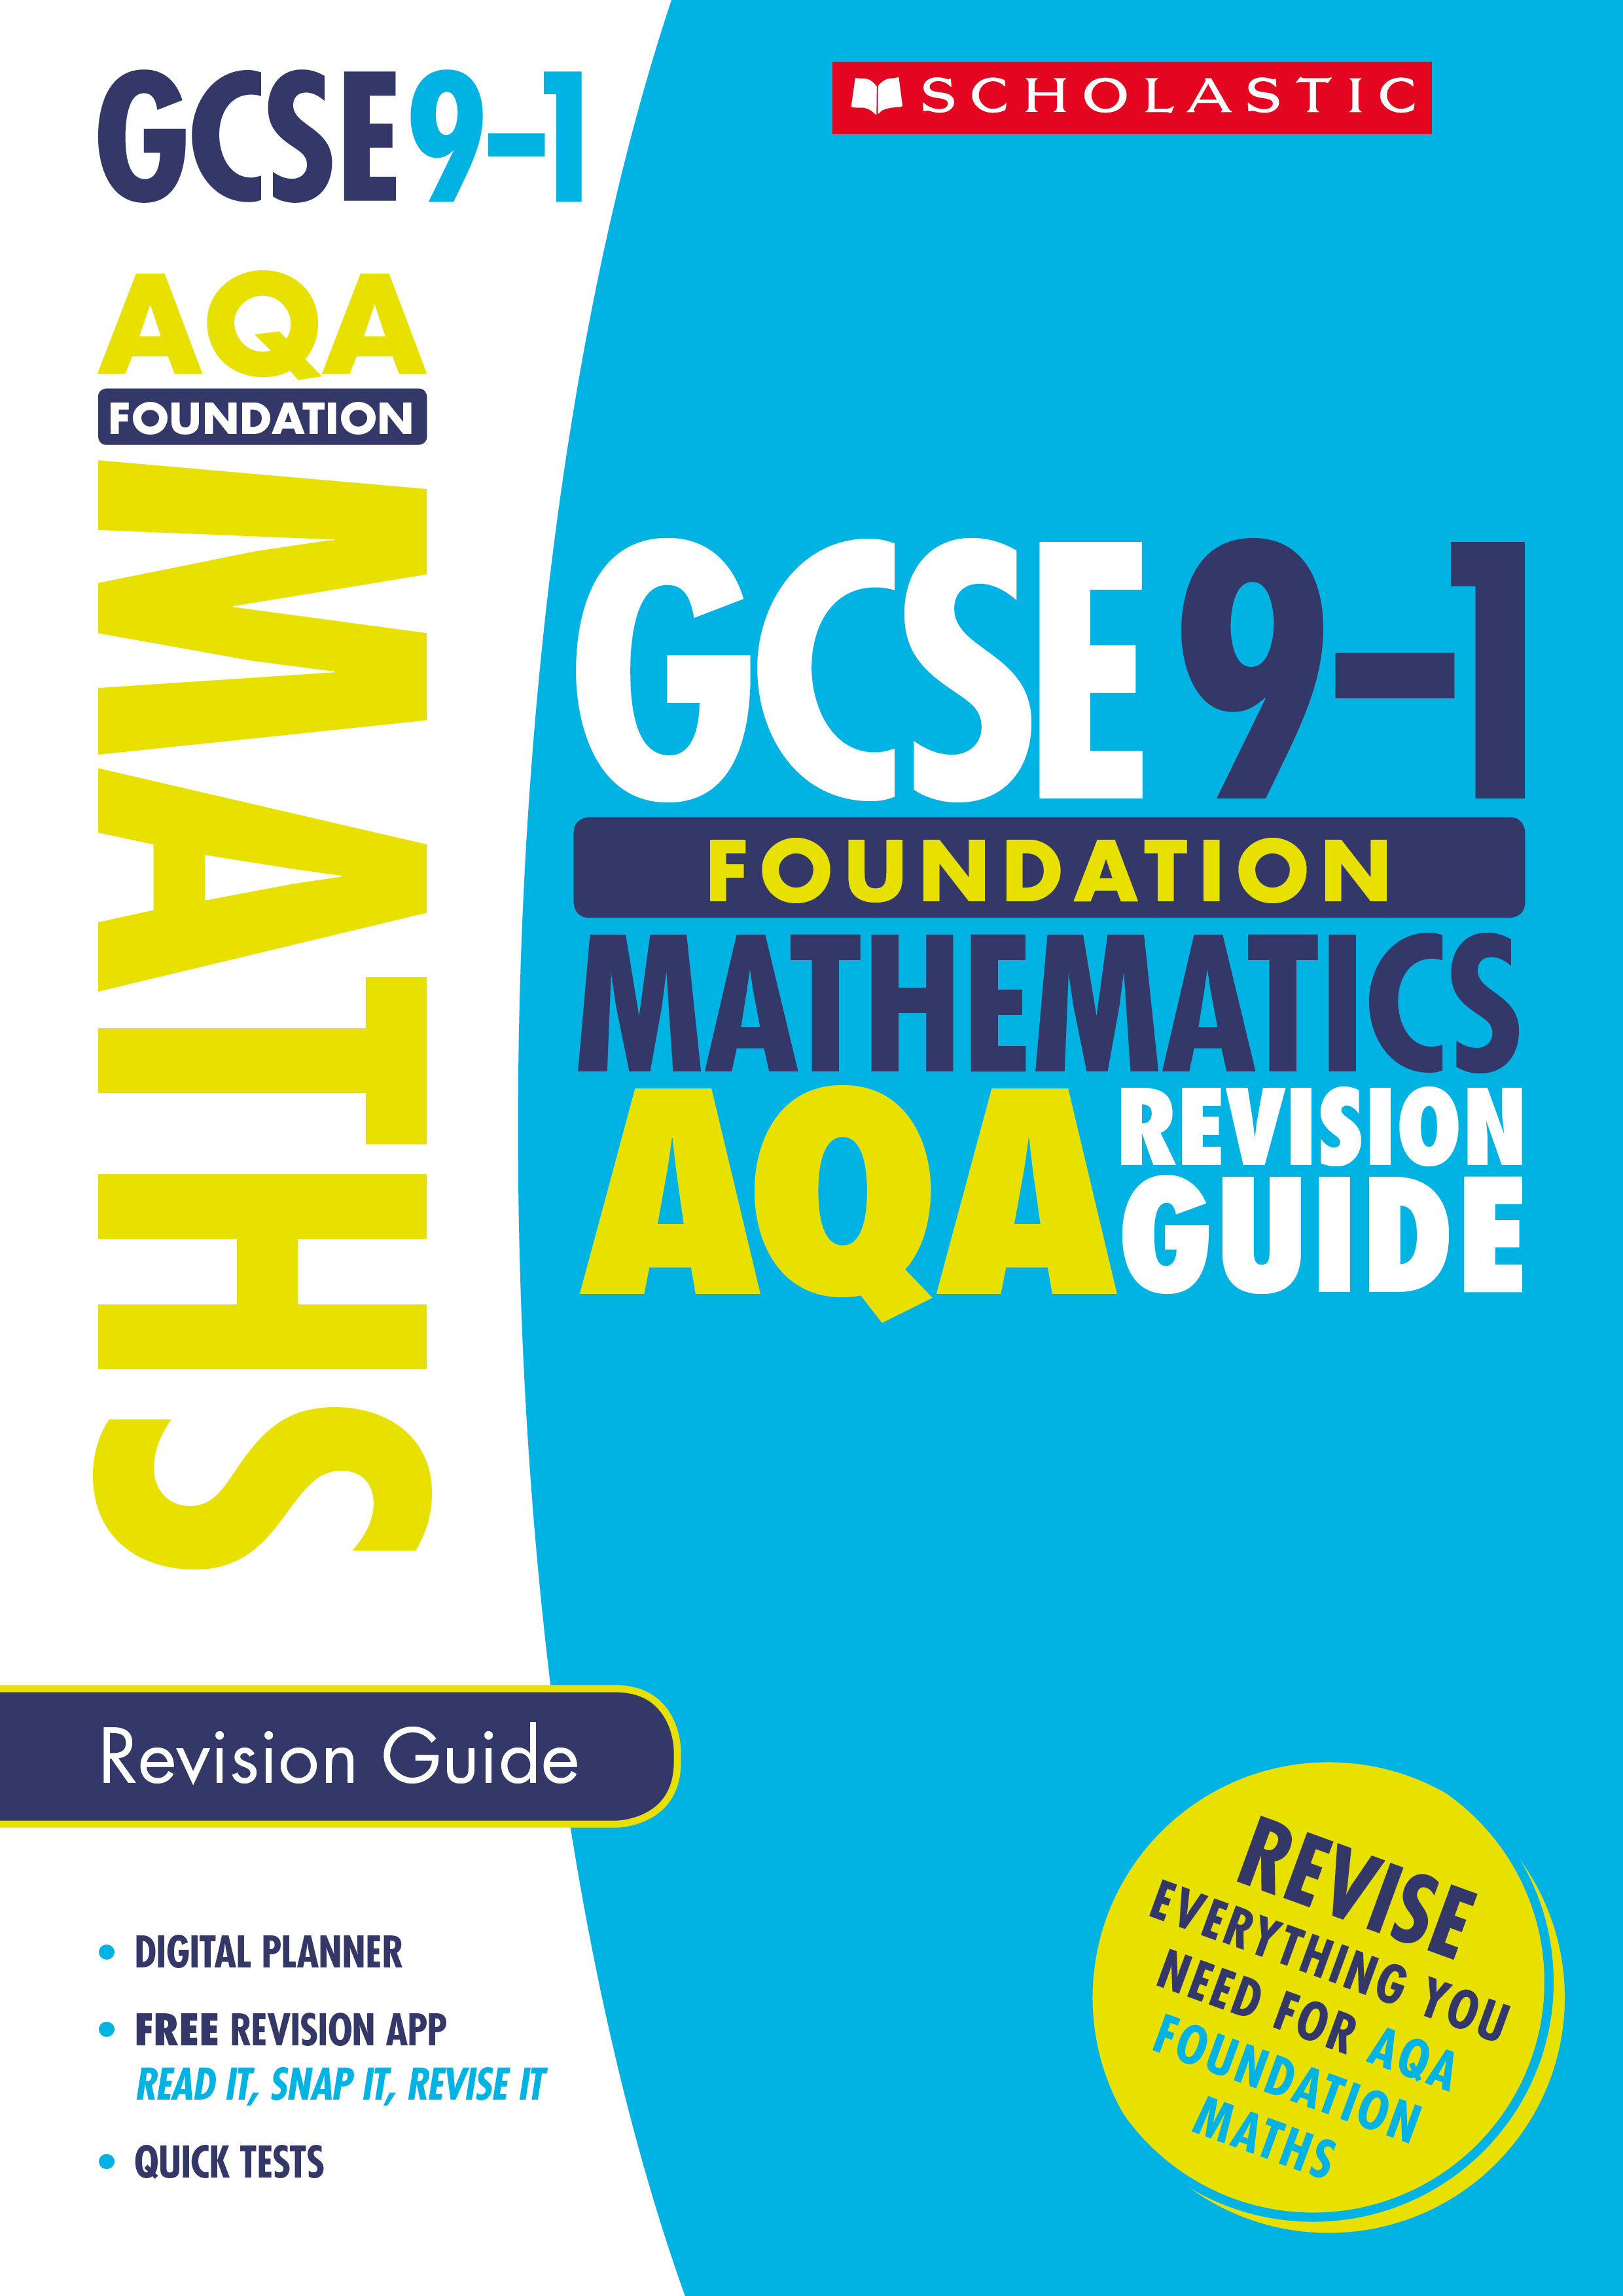 GCSE 9–1
SCHOLASTIC
AQA
FOUNDATION
MATHS
GCSE 9–1
FOUNDATION
MATHEMATICS
AQA REVISION
GUIDE
Revision Guide
• DIGITAL PLANNER
• FREE REVISION APP
READ IT, SNAP IT, REVISE IT
• QUICK TESTS
REVISE
EVERYTHING YOU
NEED FOR AQA
FOUNDATION
MATHS